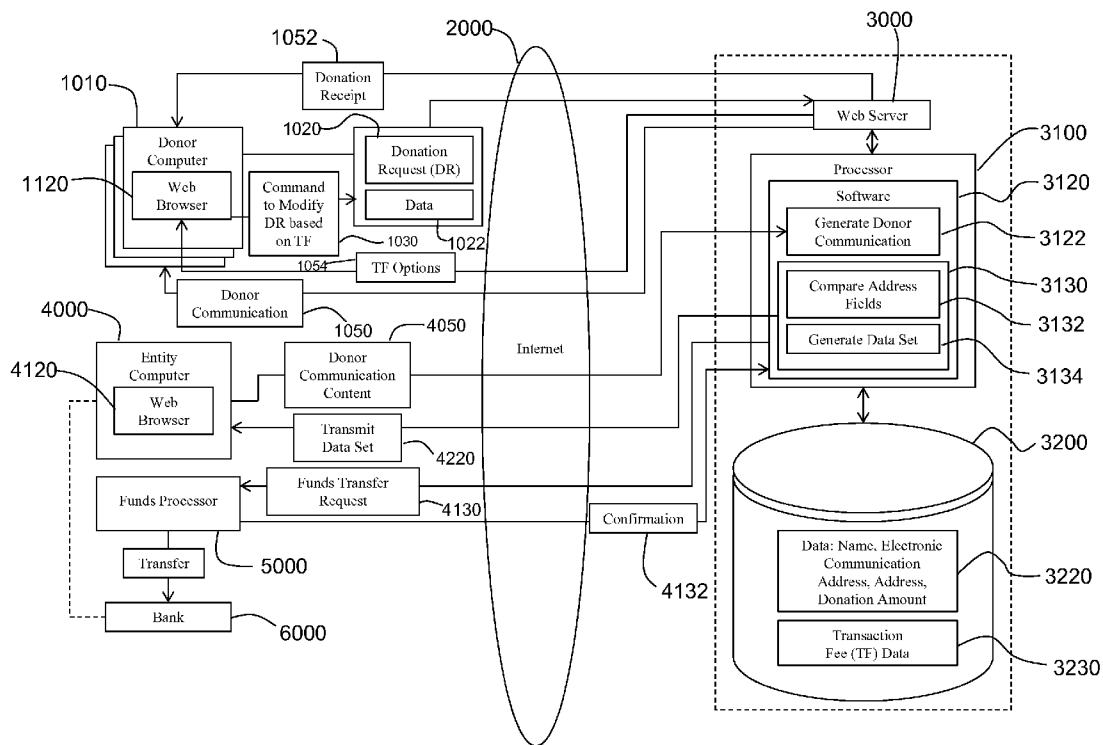 1052
2000
3000
1010
Donation
Receipt
1020
Web Server
Donor
Computer
Donation
Request (DR)
3100
Processor
3120
Software
1120
Web
Browser
Command
to Modify
DR based
on TF
Data
Generate Donor
Communication
3122
1030
1022
1054
TF Options
3130
Compare Address
Fields
Donor
Communication
3132
4000
1050
4050
Internet
Generate Data Set
Entity
Computer
Donor
Communication
Content
3134
4120
Web
Browser
Transmit
Data Set
4220
3200
Funds Processor
Funds Transfer
Request
4130
Confirmation
Transfer
5000
4132
Data: Name, Electronic
Communication
Address, Address,
Donation Amount
3220
Bank
6000
Transaction
Fee (TF) Data
3230